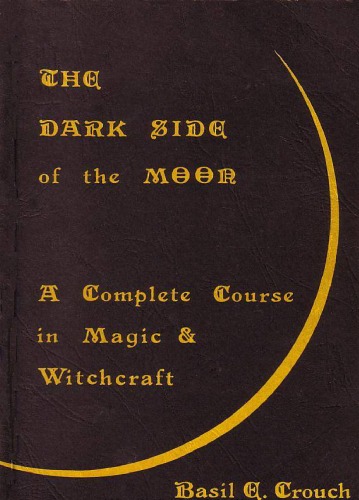 THE
DARK SIDE
of the MOON
A Complete Course
in Magic &
Witchcraft
Basil E. Crouch